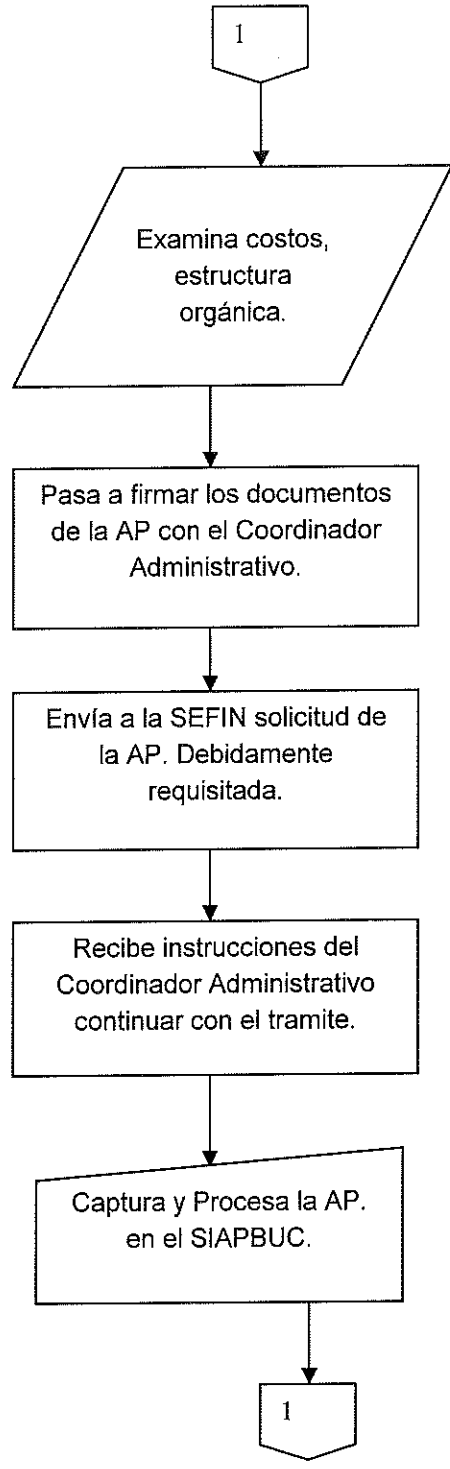 1
Examina costos,
estructura
orgánica.
Pasa a firmar los documentos
de la AP con el Coordinador
Administrativo.
Envía a la SEFIN solicitud de
la AP. Debidamente
requisitada.
Recibe instrucciones del
Coordinador Administrativo
continuar con el tramite.
Captura y Procesa la AP.
en el SIAPBUC.
1